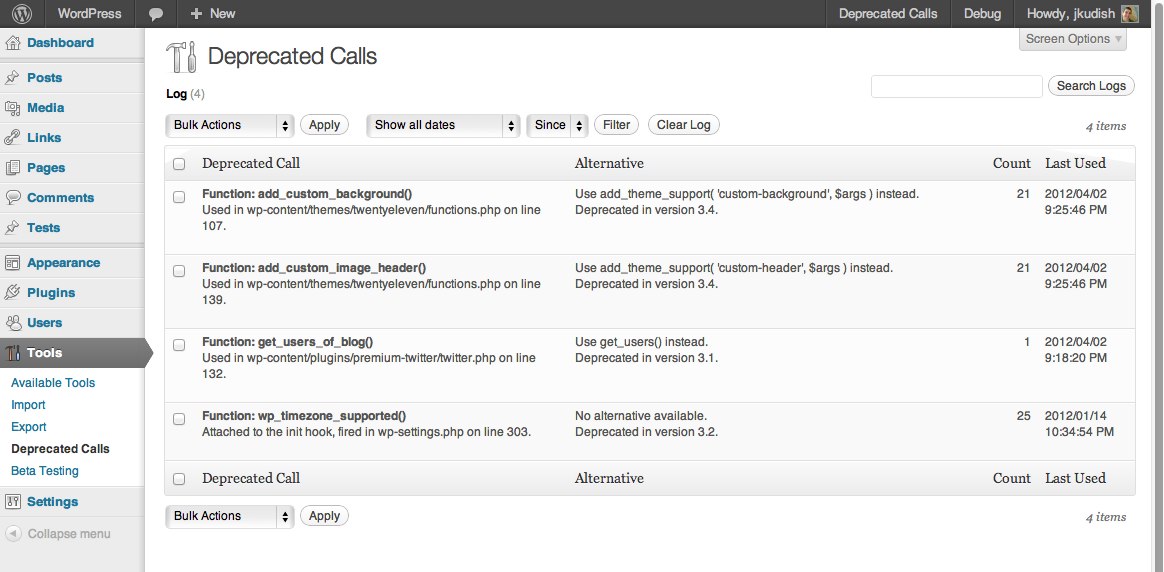 WordPress
New
Deprecated Calls
Debug
Howdy, jkudish
Dashboard
Posts
Media
Links
Pages
Comments
Tests
Appearance
Plugins
Users
Tools
Available Tools
Import
Export
Deprecated Calls
Beta Testing
Settings
Collapse menu
Screen Options
Deprecated Calls
Log (4)
Search Logs
Bulk Actions
Apply
Show all dates
Since
Filter
Clear Log
4 items
Deprecated Call
Alternative
Count
Last Used
Function: add_custom_background()
Used in wp-content/themes/twentyeleven/functions.php on line
107.
Use add_theme_support( 'custom-background', $args ) instead.
Deprecated in version 3.4.
21
2012/04/02
9:25:46 PM
Function: add_custom_image_header()
Used in wp-content/themes/twentyeleven/functions.php on line
139.
Use add_theme_support( 'custom-header', $args ) instead.
Deprecated in version 3.4.
21
2012/04/02
9:25:46 PM
Function: get_users_of_blog()
Used in wp-content/plugins/premium-twitter/twitter.php on line
132.
Use get_users() instead.
Deprecated in version 3.1.
1
2012/04/02
9:18:20 PM
Function: wp_timezone_supported()
Attached to the init hook, fired in wp-settings.php on line 303.
No alternative available.
Deprecated in version 3.2.
25
2012/01/14
10:34:54 PM
Deprecated Call
Alternative
Count
Last Used
Bulk Actions
Apply
4 items